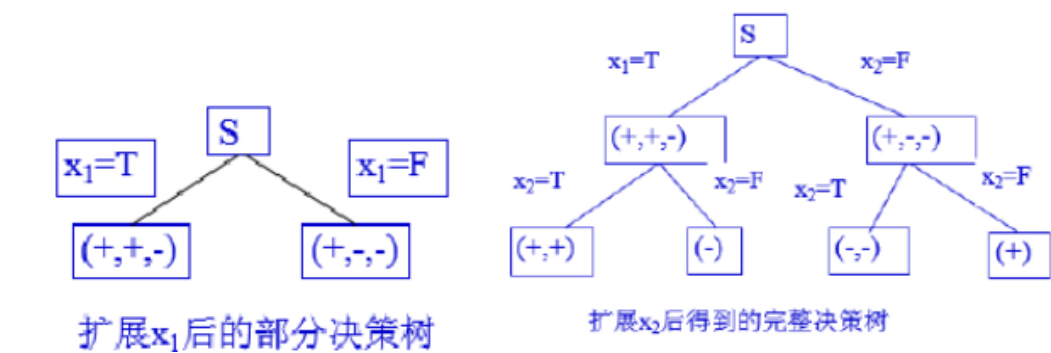 S
x₁=T
x₁=F
(+,+,-)
(+,-,-)
扩展x₁后的部分决策树
S
x₁=T
x₂=F
(+,+,-)
(+,-,-)
x₂=T
x₂=F
x₂=T
x₂=F
(+,+)
(-)
(-,-)
(+)
扩展x₂后得到的完整决策树